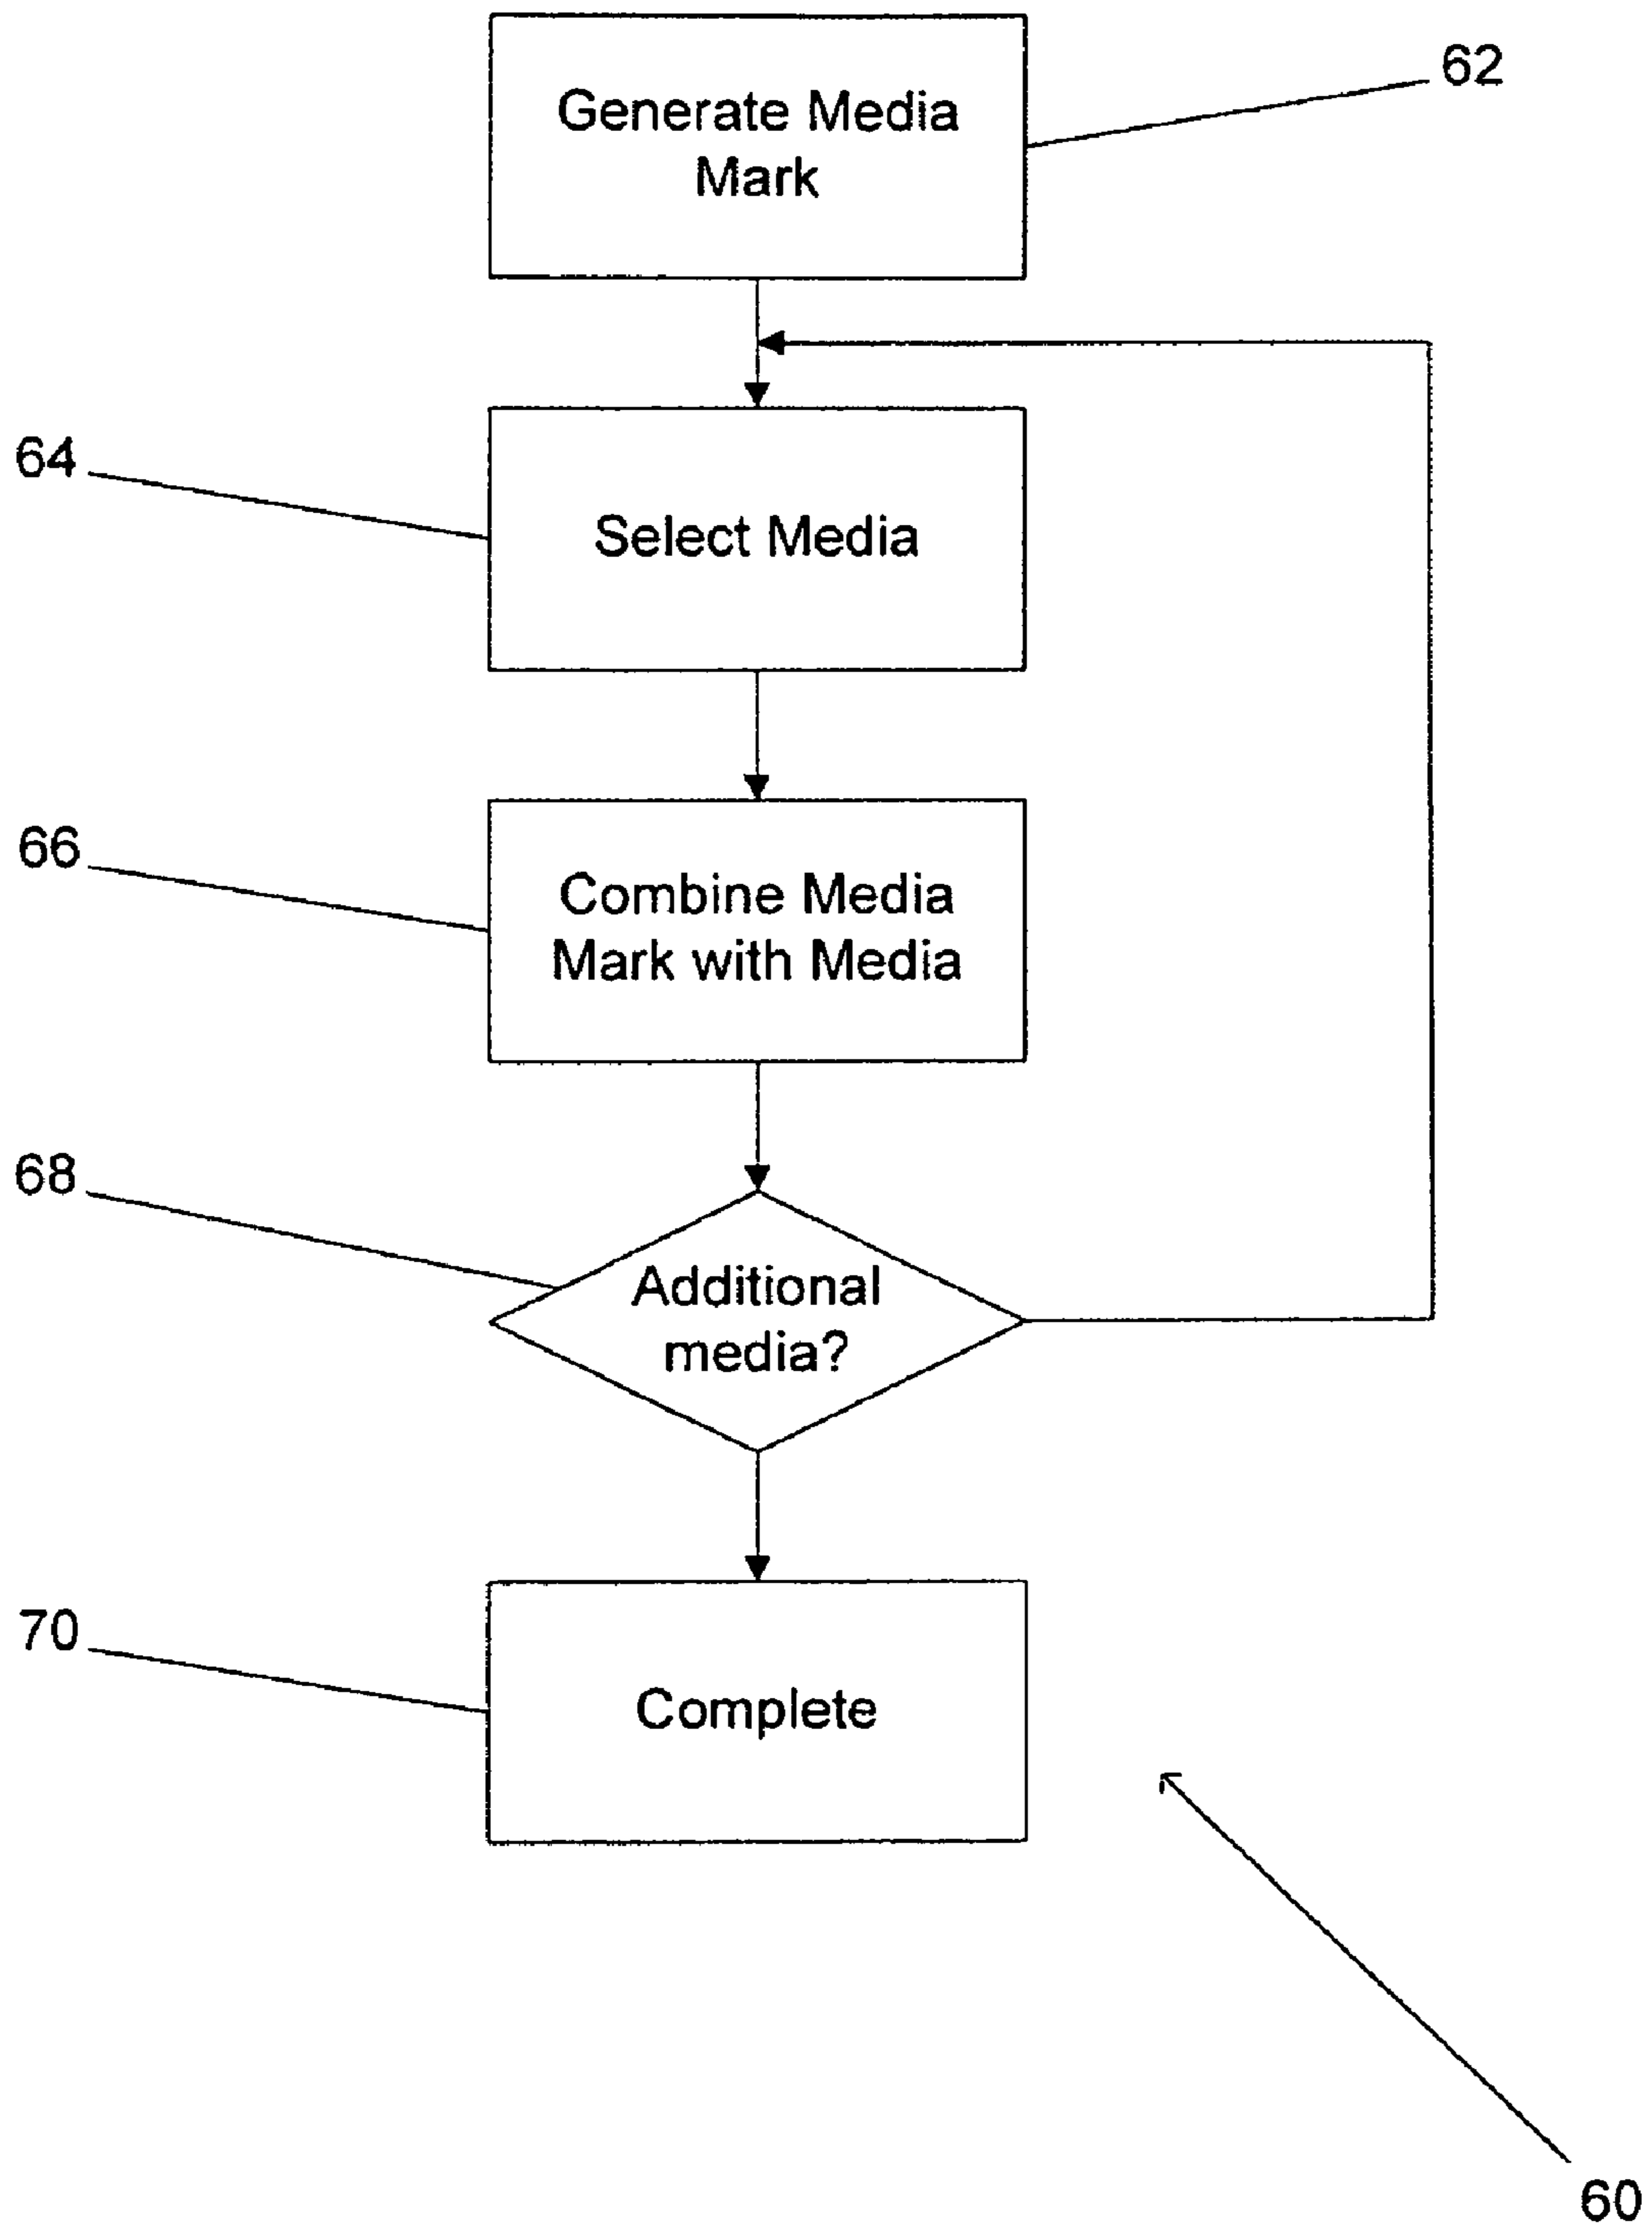 Generate Media
Mark
62
64
Select Media
66
Combine Media
Mark with Media
68
Additional
media?
70
Complete
60